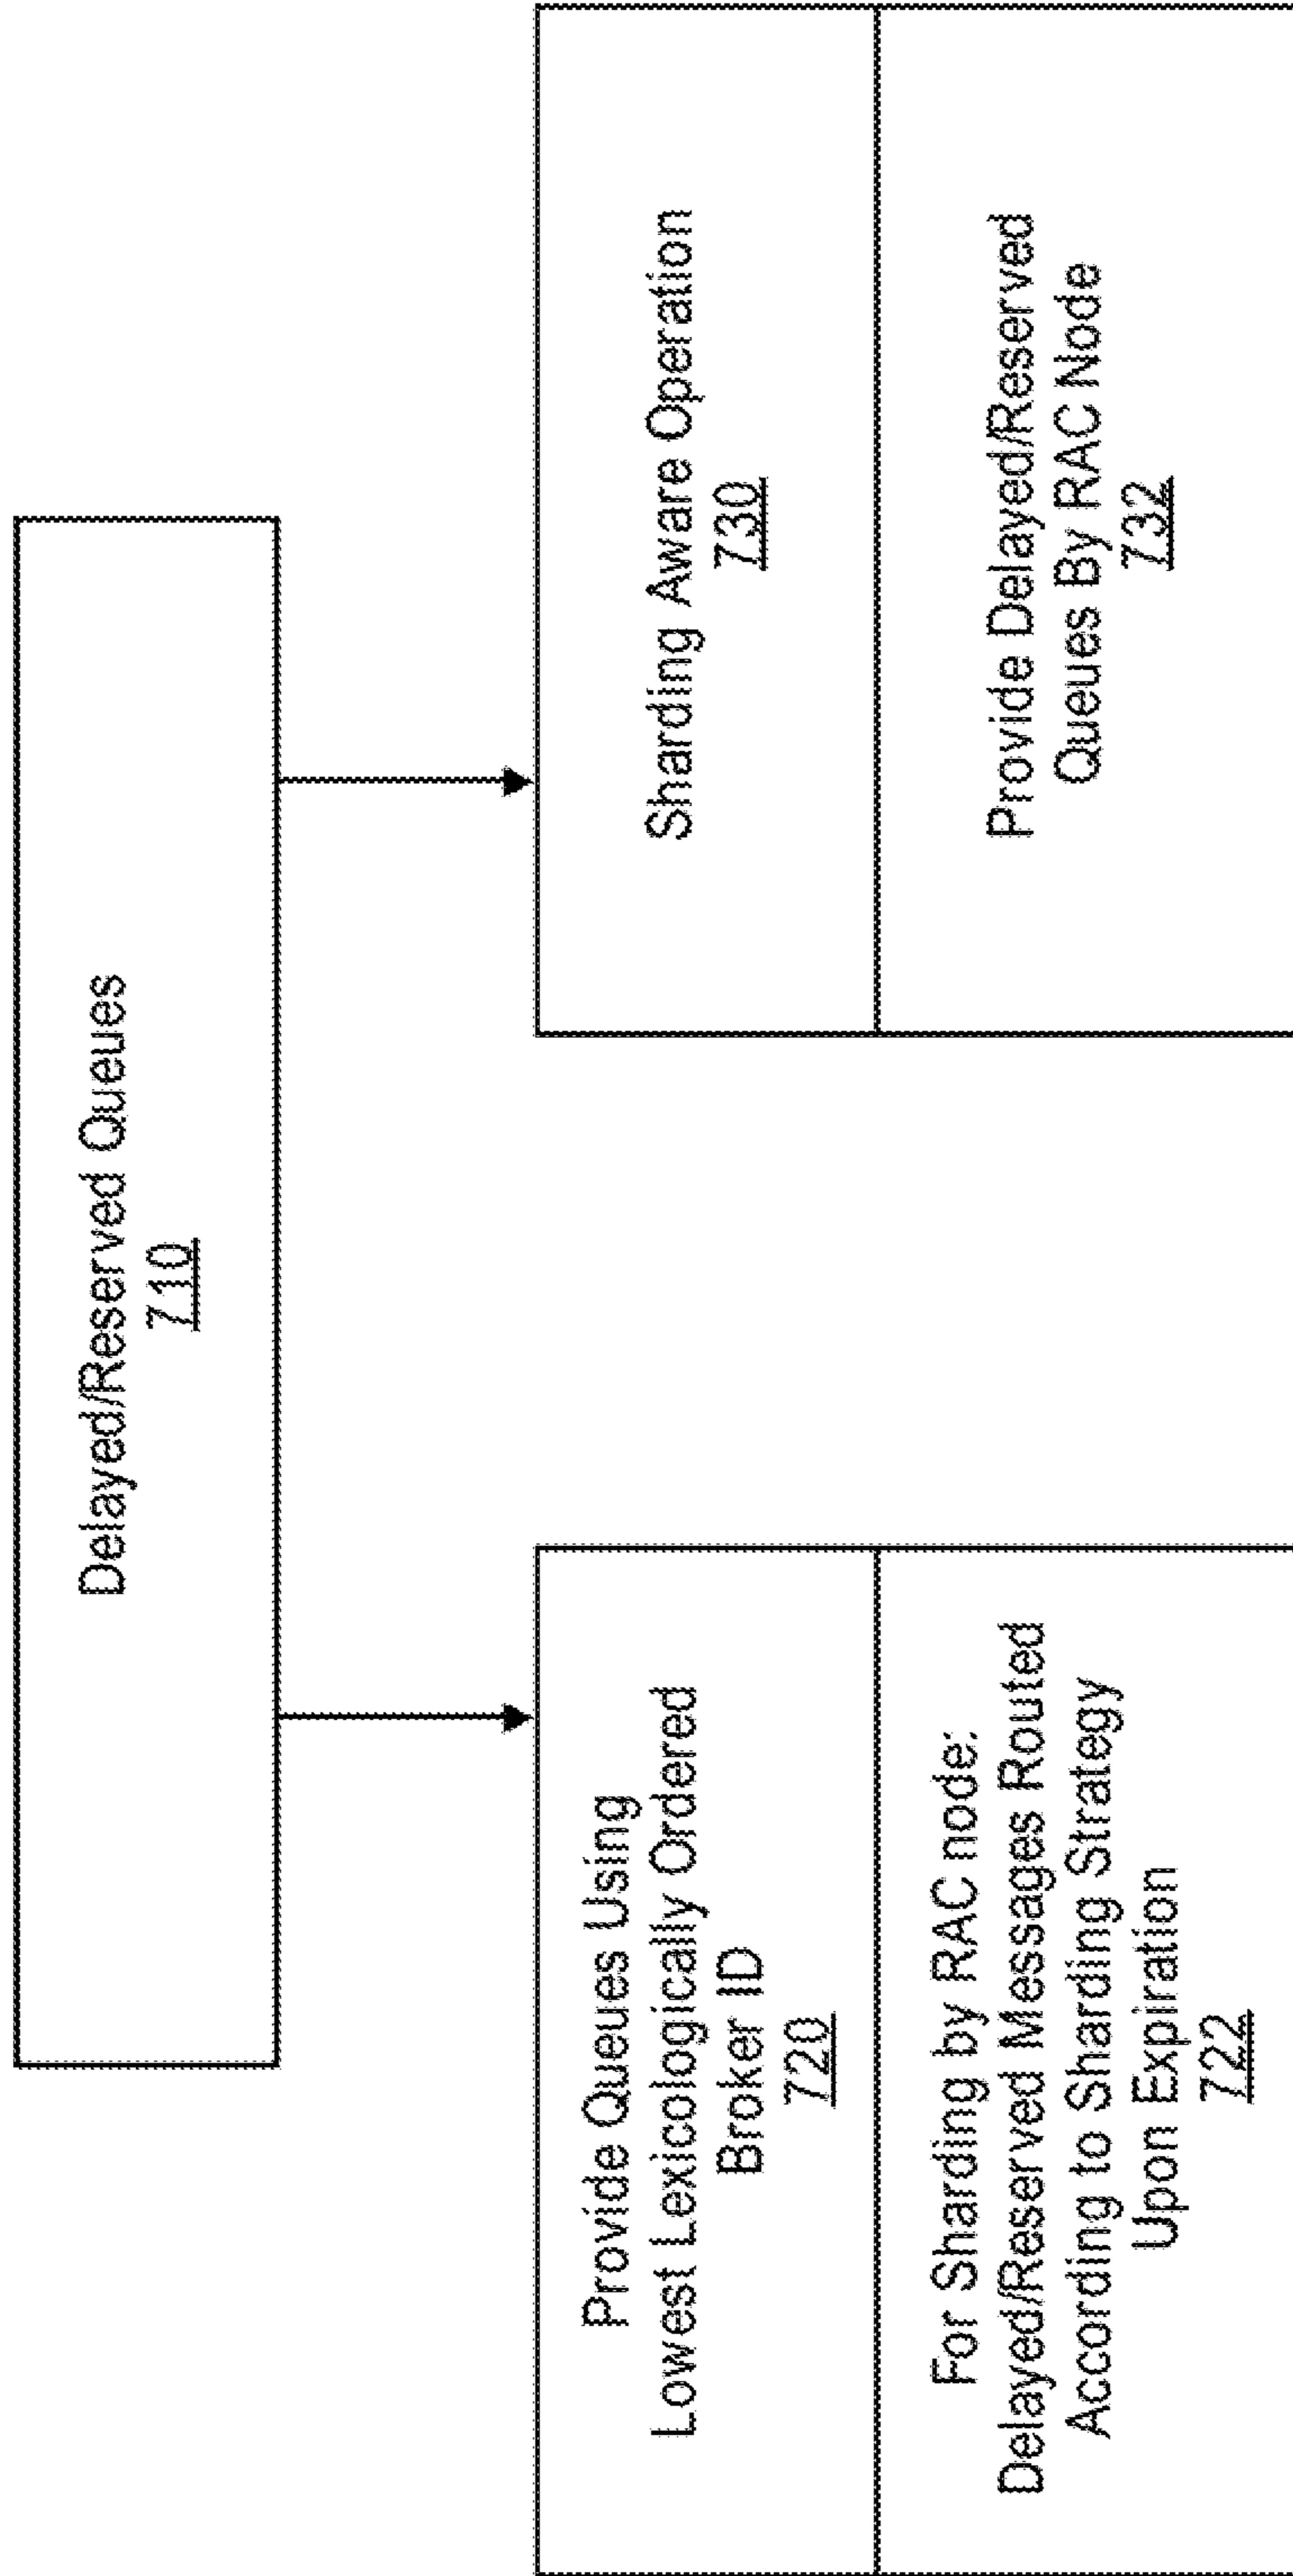 Delayed/Reserved Queues
710
Provide Queues Using
Lowest Lexicologically Ordered
Broker ID
720
For Sharding by RAC node:
Delayed/Reserved Messages Routed
According to Sharding Strategy
Upon Expiration
722
Sharding Aware Operation
730
Provide Delayed/Reserved
Queues By RAC Node
732